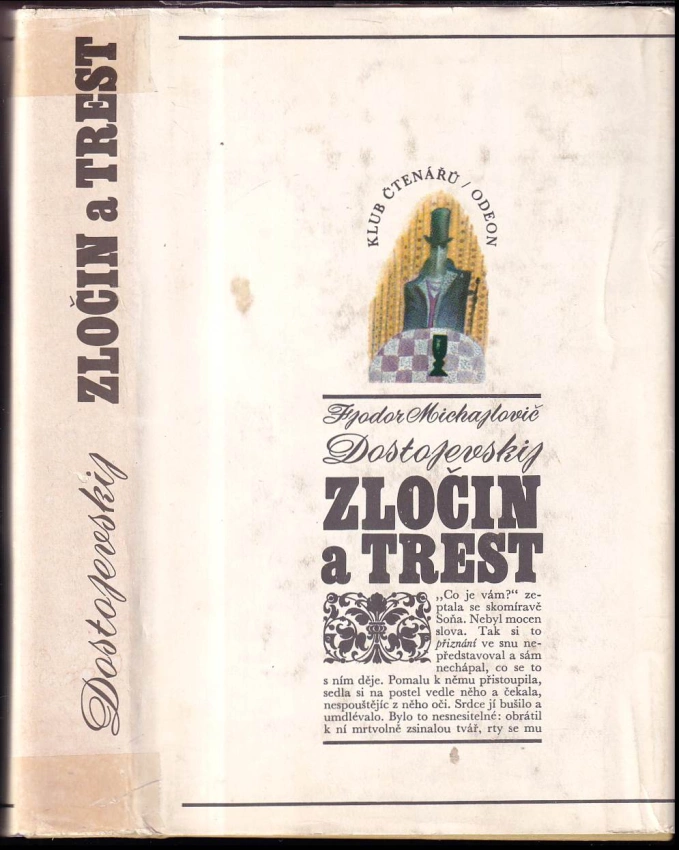 ZLOČIN a TREST
Dostojevskij
KLUB ČTENÁŘŮ / ODEON
Fjodor Michajlovič
Dostojevskij
ZLOČIN
a TREST
„Co je vám?“ ze-
ptala se skomíravě
Soňa. Nebyl mocen
slova. Tak si to
přiznání ve snu ne-
představoval a sám
nechápal, co se to
s ním děje. Pomalu k němu přistoupila,
sedla si na postel vedle něho a čekala,
nespouštějíc z něho oči. Srdce jí bušilo a
umdlévalo. Bylo to nesnesitelné: obrátil
k ní mrtvolně zsinalou tvář, rty se mu